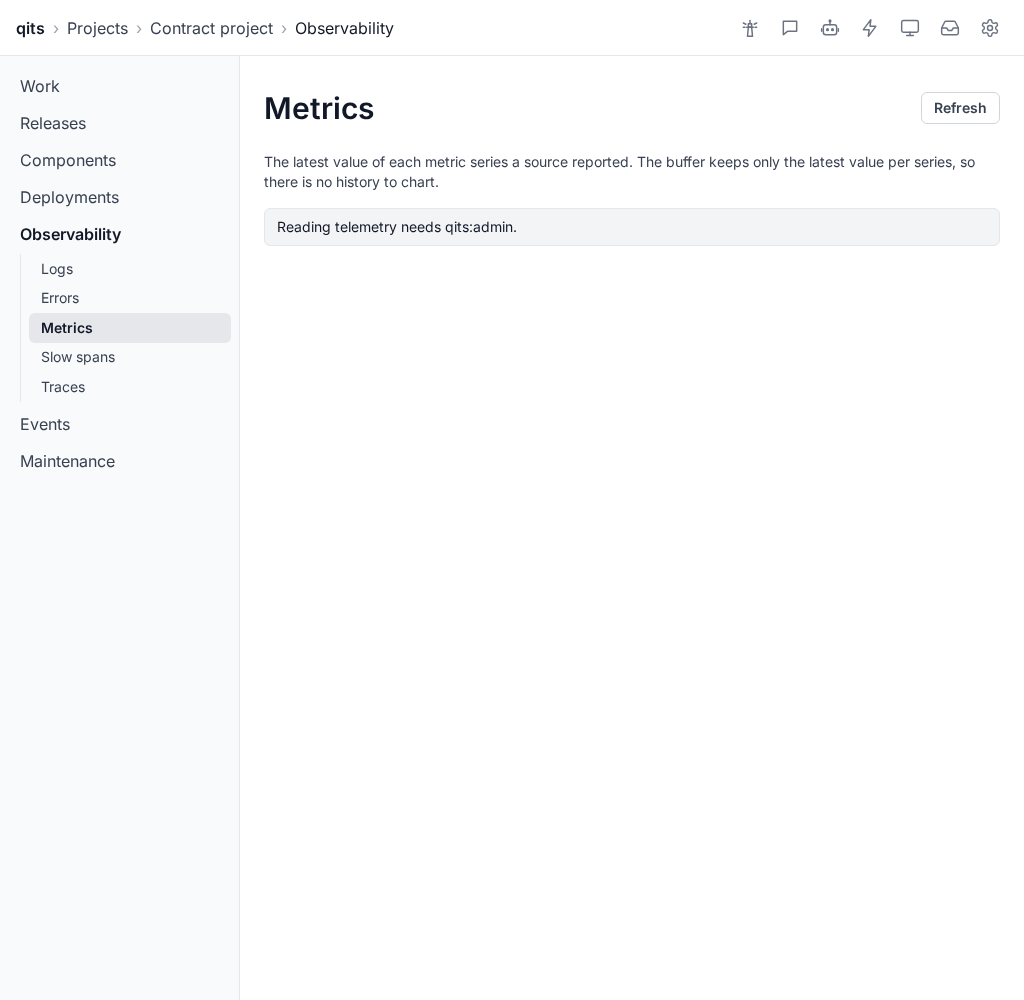 qits › Projects › Contract project › Observability
Work
Releases
Components
Deployments
Observability
Logs
Errors
Metrics
Slow spans
Traces
Events
Maintenance
Metrics
Refresh
The latest value of each metric series a source reported. The buffer keeps only the latest value per series, so
there is no history to chart.
Reading telemetry needs qits:admin.